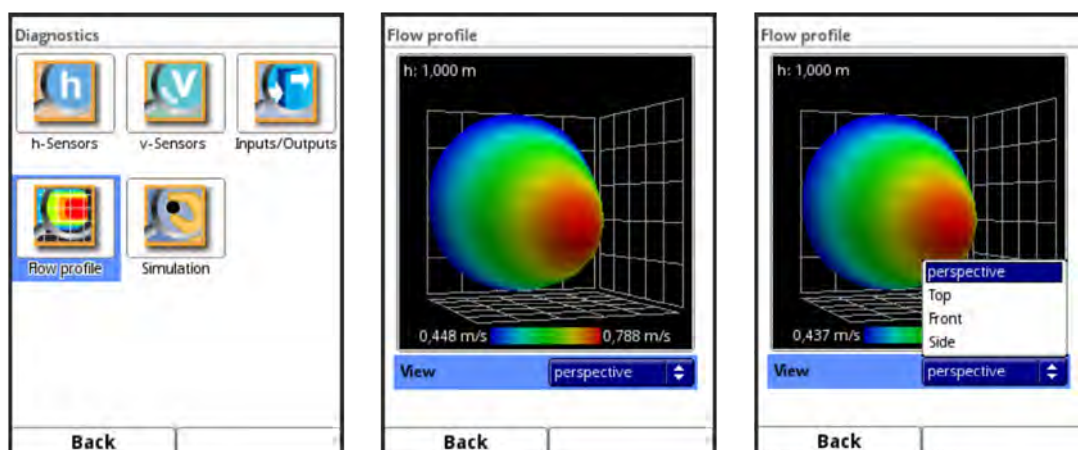 Diagnostics
h
V
h-Sensors
v-Sensors
Inputs/Outputs
Flow profile
Simulation
Back
Flow profile
h: 1,000 m
0,448 m/s
0,788 m/s
View
perspective
Back
Flow profile
h: 1,000 m
0,437 m/s
perspective
Top
Front
Side
View
perspective
Back